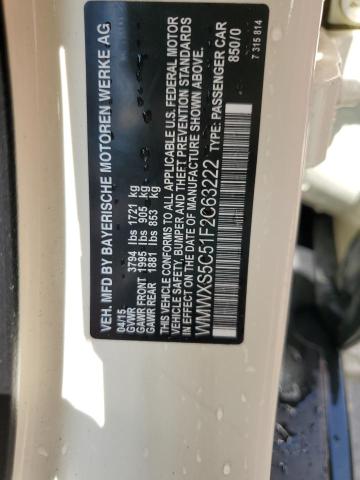 VEH. MFD BY BAYERISCHE MOTOREN WERKE AG
04/15
GVWR 3794 lbs 1721 kg
GAWR FRONT 1995 lbs 905 kg
GAWR REAR 1881 lbs 853 kg
THIS VEHICLE CONFORMS TO ALL APPLICABLE U.S. FEDERAL MOTOR
VEHICLE SAFETY, BUMPER AND THEFT PREVENTION STANDARDS
IN EFFECT ON THE DATE OF MANUFACTURE SHOWN ABOVE.
WMWXS5C51F2C63222 TYPE: PASSENGER CAR
850/0
7 315 814